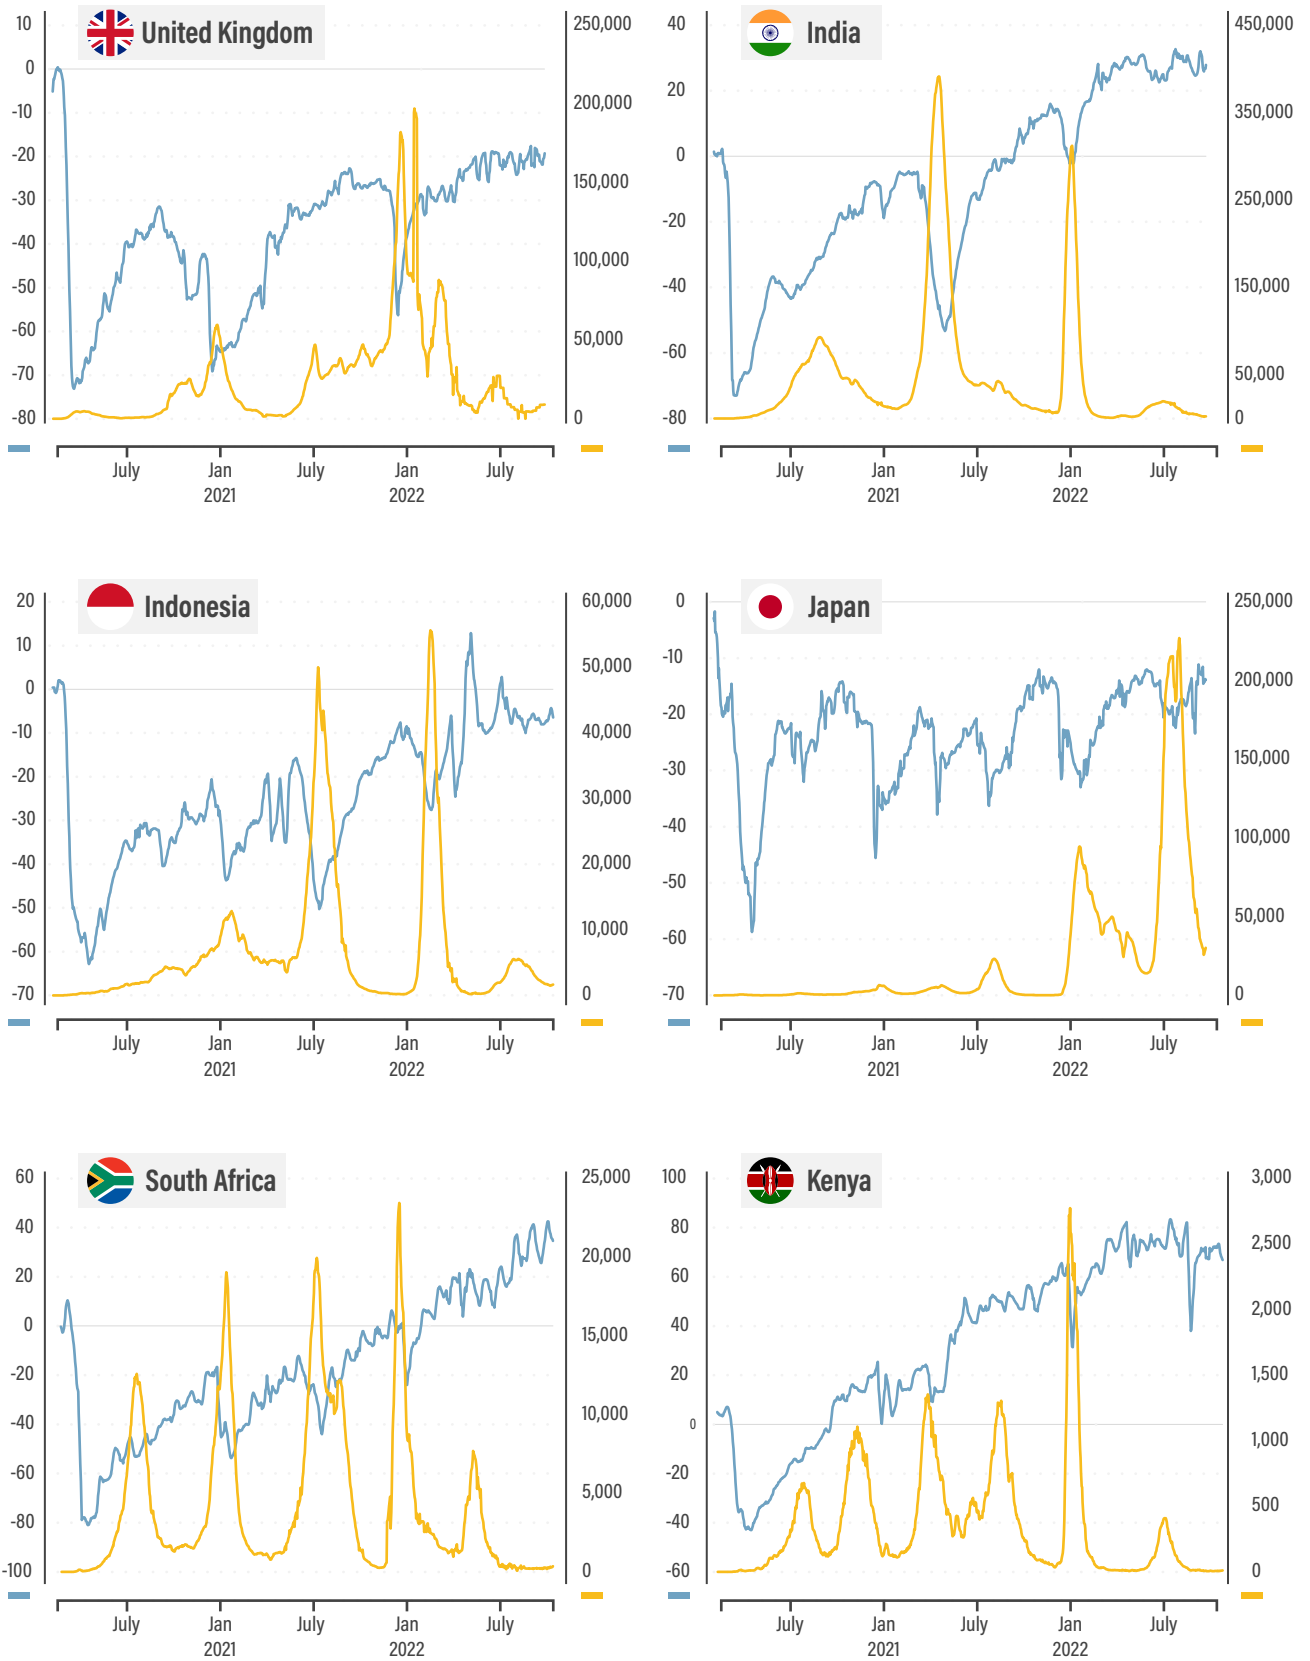 United Kingdom
10
0
-10
-20
-30
-40
-50
-60
-70
-80
250,000
200,000
150,000
100,000
50,000
0
July
Jan
2021
July
Jan
2022
July
India
40
20
0
-20
-40
-60
-80
450,000
350,000
250,000
150,000
50,000
0
July
Jan
2021
July
Jan
2022
July
Indonesia
20
10
0
-10
-20
-30
-40
-50
-60
-70
60,000
50,000
40,000
30,000
20,000
10,000
0
July
Jan
2021
July
Jan
2022
July
Japan
0
-10
-20
-30
-40
-50
-60
-70
250,000
200,000
150,000
100,000
50,000
0
July
Jan
2021
July
Jan
2022
July
South Africa
60
40
20
0
-20
-40
-60
-80
-100
25,000
20,000
15,000
10,000
5,000
0
July
Jan
2021
July
Jan
2022
July
Kenya
100
80
60
40
20
0
-20
-40
-60
3,000
2,500
2,000
1,500
1,000
500
0
July
Jan
2021
July
Jan
2022
July